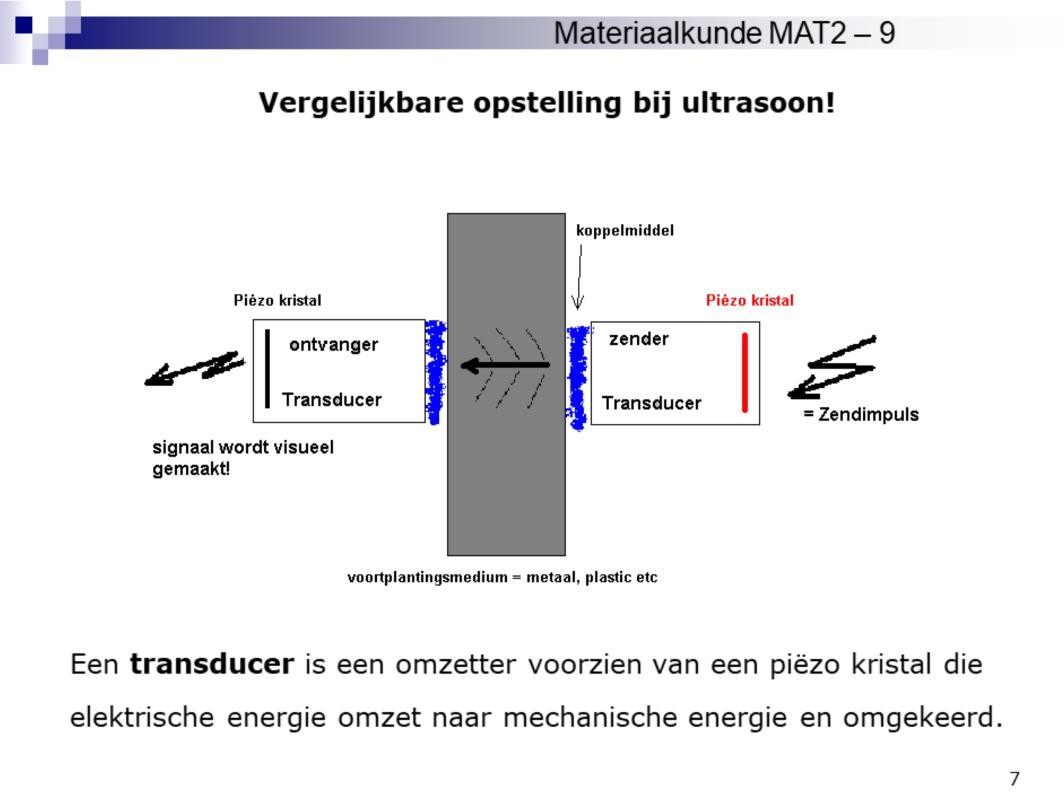 Materiaalkunde MAT2 – 9
Vergelijkbare opstelling bij ultrasoon!
koppelmiddel
Piëzo kristal
Piëzo kristal
ontvanger
Transducer
zender
Transducer
= Zendimpuls
signaal wordt visueel
gemaakt!
voortplantingsmedium = metaal, plastic etc
Een transducer is een omzetter voorzien van een piëzo kristal die
elektrische energie omzet naar mechanische energie en omgekeerd.
7